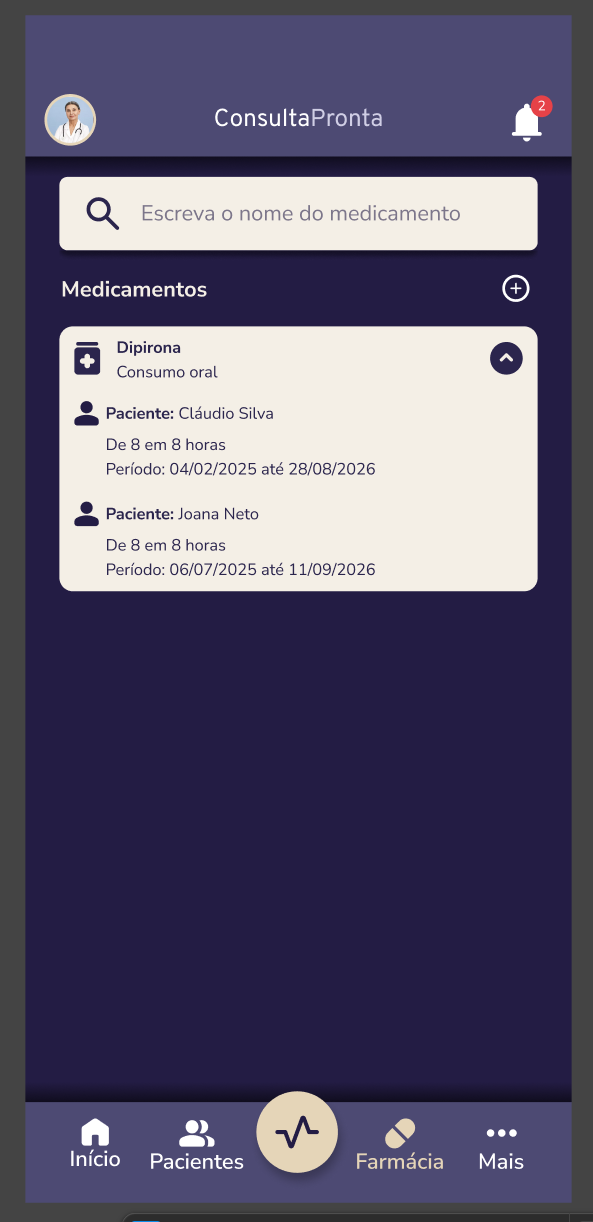 ConsultaPronta
2
Escreva o nome do medicamento
Medicamentos
Dipirona
Consumo oral
Paciente: Cláudio Silva
De 8 em 8 horas
Período: 04/02/2025 até 28/08/2026
Paciente: Joana Neto
De 8 em 8 horas
Período: 06/07/2025 até 11/09/2026
Início
Pacientes
Farmácia
Mais